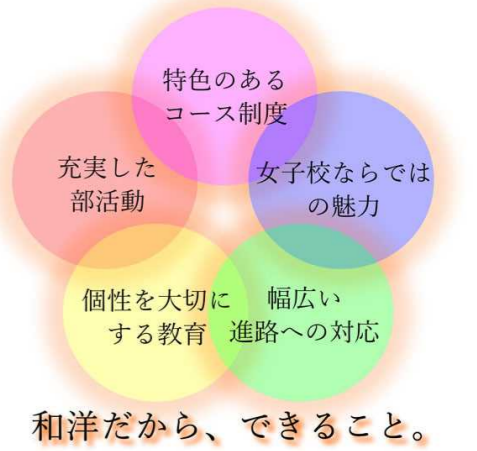 特色のある
コース制度
充実した
部活動
女子校ならでは
の魅力
個性を大切に
する教育
幅広い
進路への対応
和洋だから、できること。